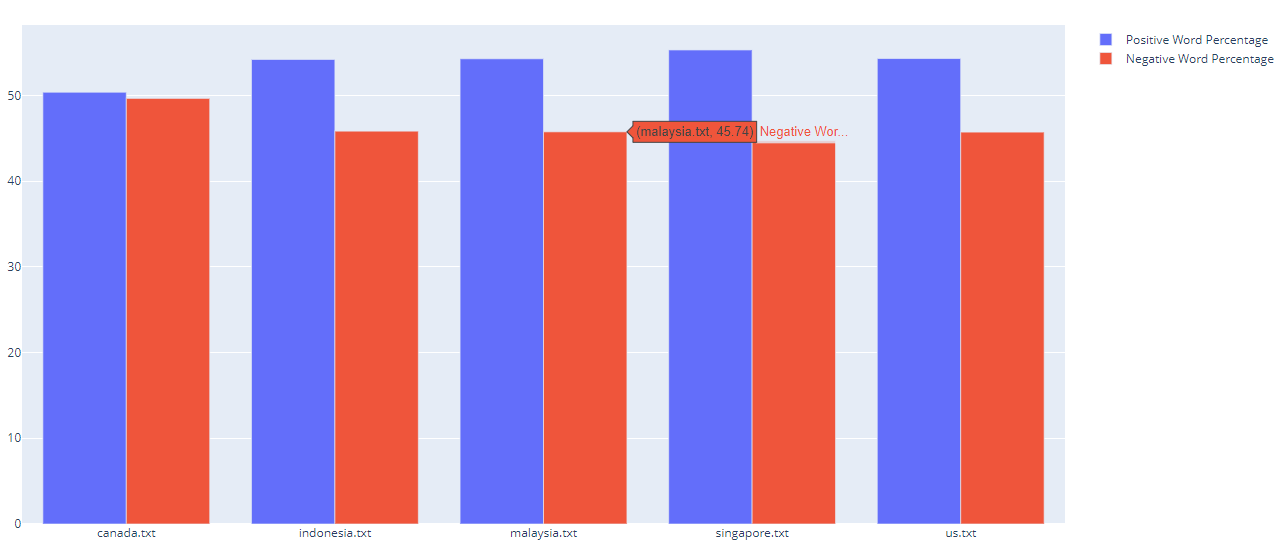 Positive Word Percentage
Negative Word Percentage
50
(malaysia.txt, 45.74) Negative Wor...
40
30
20
10
0
canada.txt indonesia.txt malaysia.txt singapore.txt us.txt